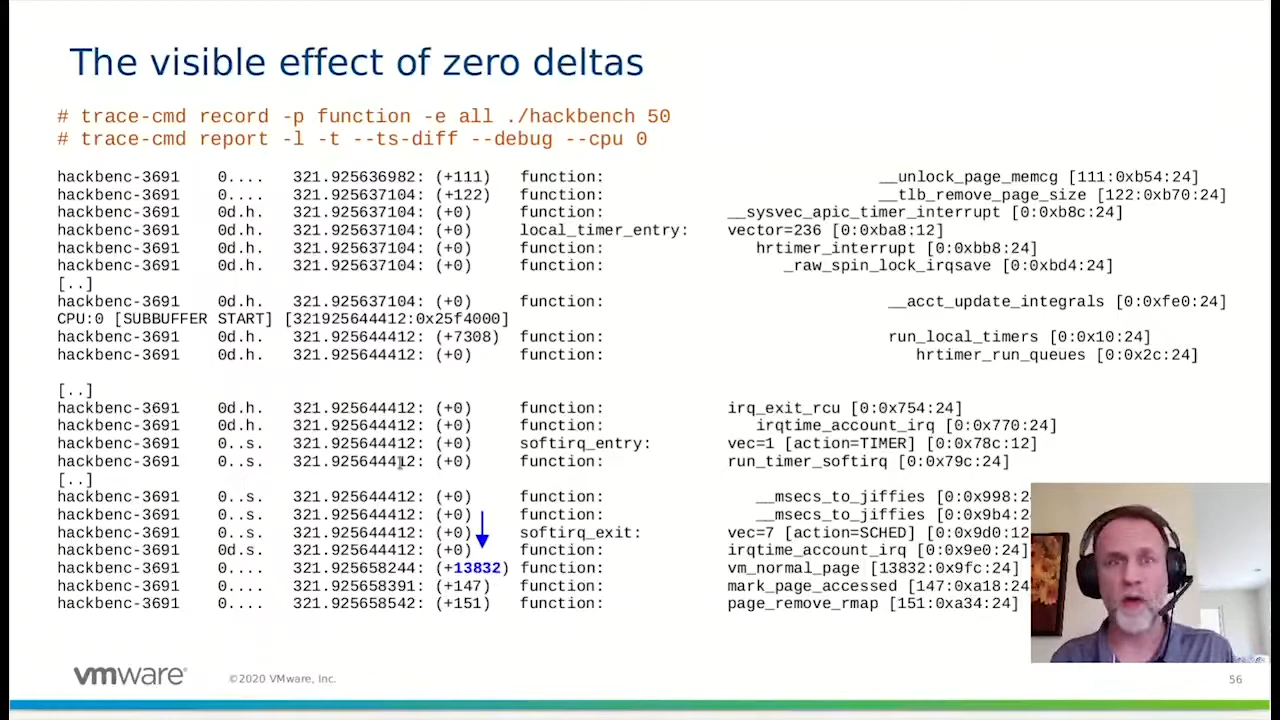 The visible effect of zero deltas
# trace-cmd record -p function -e all ./hackbench 50
# trace-cmd report -l -t --ts-diff --debug --cpu 0
hackbenc-3691 0.... 321.925636982: (+111) function: __unlock_page_memcg [111:0xb54:24]
hackbenc-3691 0.... 321.925637104: (+122) function: __tlb_remove_page_size [122:0xb70:24]
hackbenc-3691 0d.h. 321.925637104: (+0) function: __sysvec_apic_timer_interrupt [0:0xb8c:24]
hackbenc-3691 0d.h. 321.925637104: (+0) local_timer_entry: vector=236 [0:0xba8:12]
hackbenc-3691 0d.h. 321.925637104: (+0) function: hrtimer_interrupt [0:0xbb8:24]
hackbenc-3691 0d.h. 321.925637104: (+0) function: _raw_spin_lock_irqsave [0:0xbd4:24]
[..]
hackbenc-3691 0d.h. 321.925637104: (+0) function: __acct_update_integrals [0:0xfe0:24]
CPU:0 [SUBBUFFER START] [321925644412:0x25f4000]
hackbenc-3691 0d.h. 321.925644412: (+7308) function: run_local_timers [0:0x10:24]
hackbenc-3691 0d.h. 321.925644412: (+0) function: hrtimer_run_queues [0:0x2c:24]
[..]
hackbenc-3691 0d.h. 321.925644412: (+0) function: irq_exit_rcu [0:0x754:24]
hackbenc-3691 0d.h. 321.925644412: (+0) function: irqtime_account_irq [0:0x770:24]
hackbenc-3691 0..s. 321.925644412: (+0) softirq_entry: vec=1 [action=TIMER] [0:0x78c:12]
hackbenc-3691 0..s. 321.925644412: (+0) function: run_timer_softirq [0:0x79c:24]
[..]
hackbenc-3691 0..s. 321.925644412: (+0) function: __msecs_to_jiffies [0:0x998:2
hackbenc-3691 0..s. 321.925644412: (+0) function: __msecs_to_jiffies [0:0x9b4:2
hackbenc-3691 0..s. 321.925644412: (+0) softirq_exit: vec=7 [action=SCHED] [0:0x9d0:12
hackbenc-3691 0d.s. 321.925644412: (+0) function: irqtime_account_irq [0:0x9e0:24]
hackbenc-3691 0.... 321.925658244: (+13832) function: vm_normal_page [13832:0x9fc:24]
hackbenc-3691 0.... 321.925658391: (+147) function: mark_page_accessed [147:0xa18:24
hackbenc-3691 0.... 321.925658542: (+151) function: page_remove_rmap [151:0xa34:24]
vmware ©2020 VMware, Inc. 56